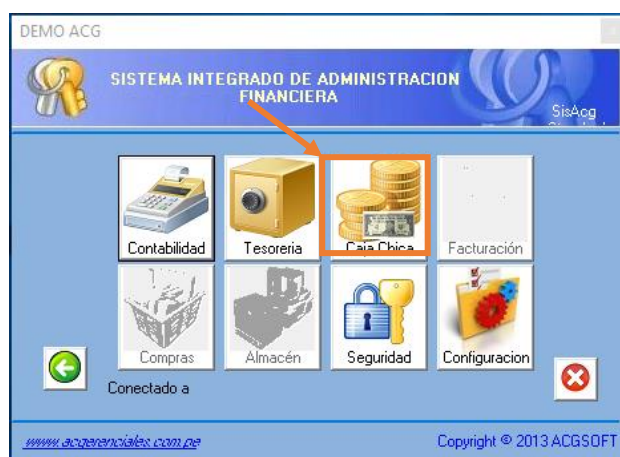 DEMO ACG
SISTEMA INTEGRADO DE ADMINISTRACION
FINANCIERA
SisAcg
Contabilidad
Tesoreria
Caja Chica
Facturación
Compras
Almacén
Seguridad
Configuracion
Conectado a
www.acgerenciales.com.pe
Copyright © 2013 ACGSOFT